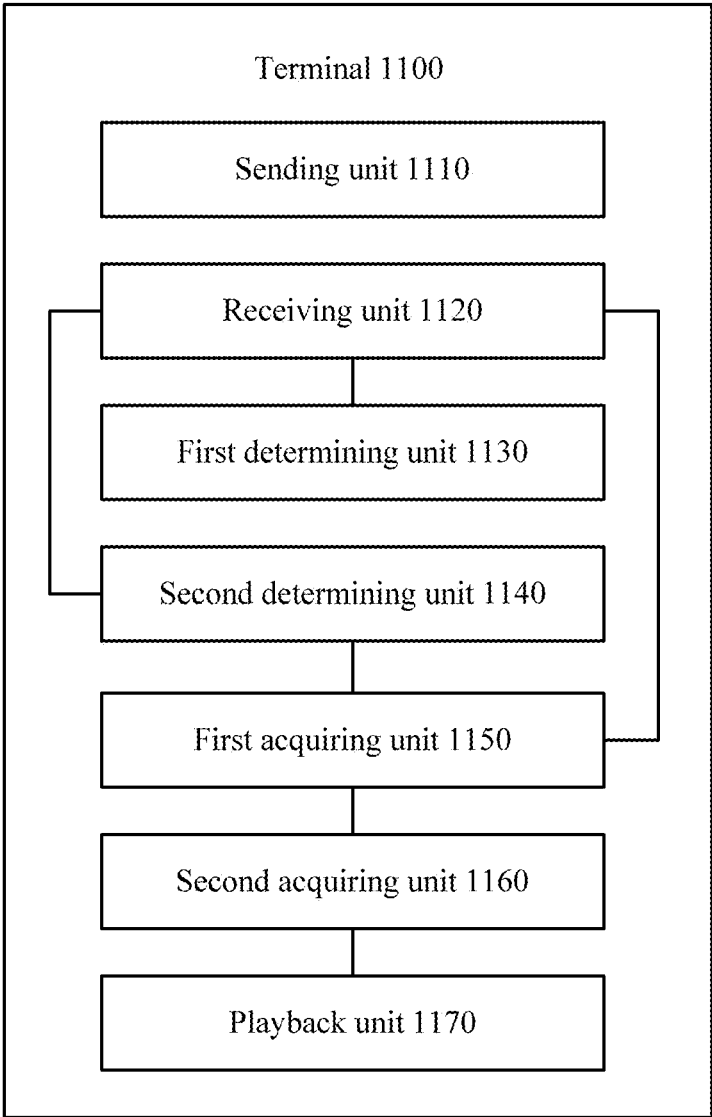 Terminal 1100
Sending unit 1110
Receiving unit 1120
First determining unit 1130
Second determining unit 1140
First acquiring unit 1150
Second acquiring unit 1160
Playback unit 1170